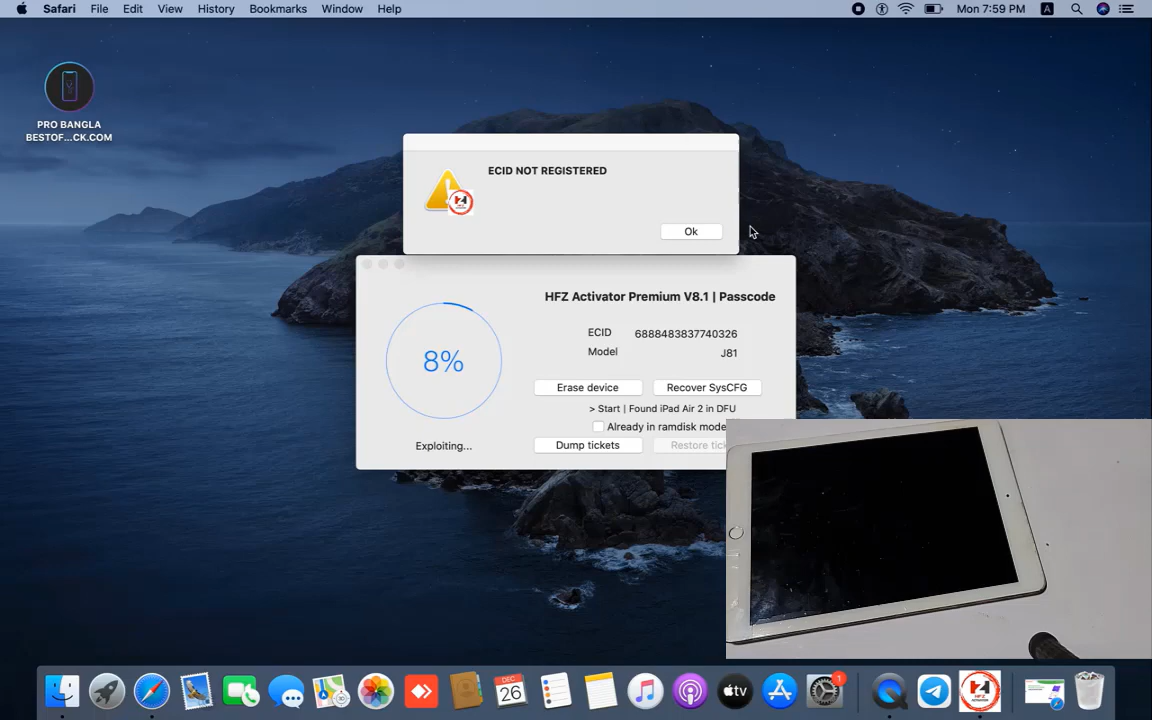 Safari File Edit View History Bookmarks Window Help
Mon 7:59 PM A
PRO BANGLA
BESTOF...CK.COM
ECID NOT REGISTERED
Ok
HFZ Activator Premium V8.1 | Passcode
ECID 6888483837740326
Model J81
8%
Erase device Recover SysCFG
> Start | Found iPad Air 2 in DFU
Already in ramdisk mode
Exploiting... Dump tickets Restore tick
DEC
26
tv
1